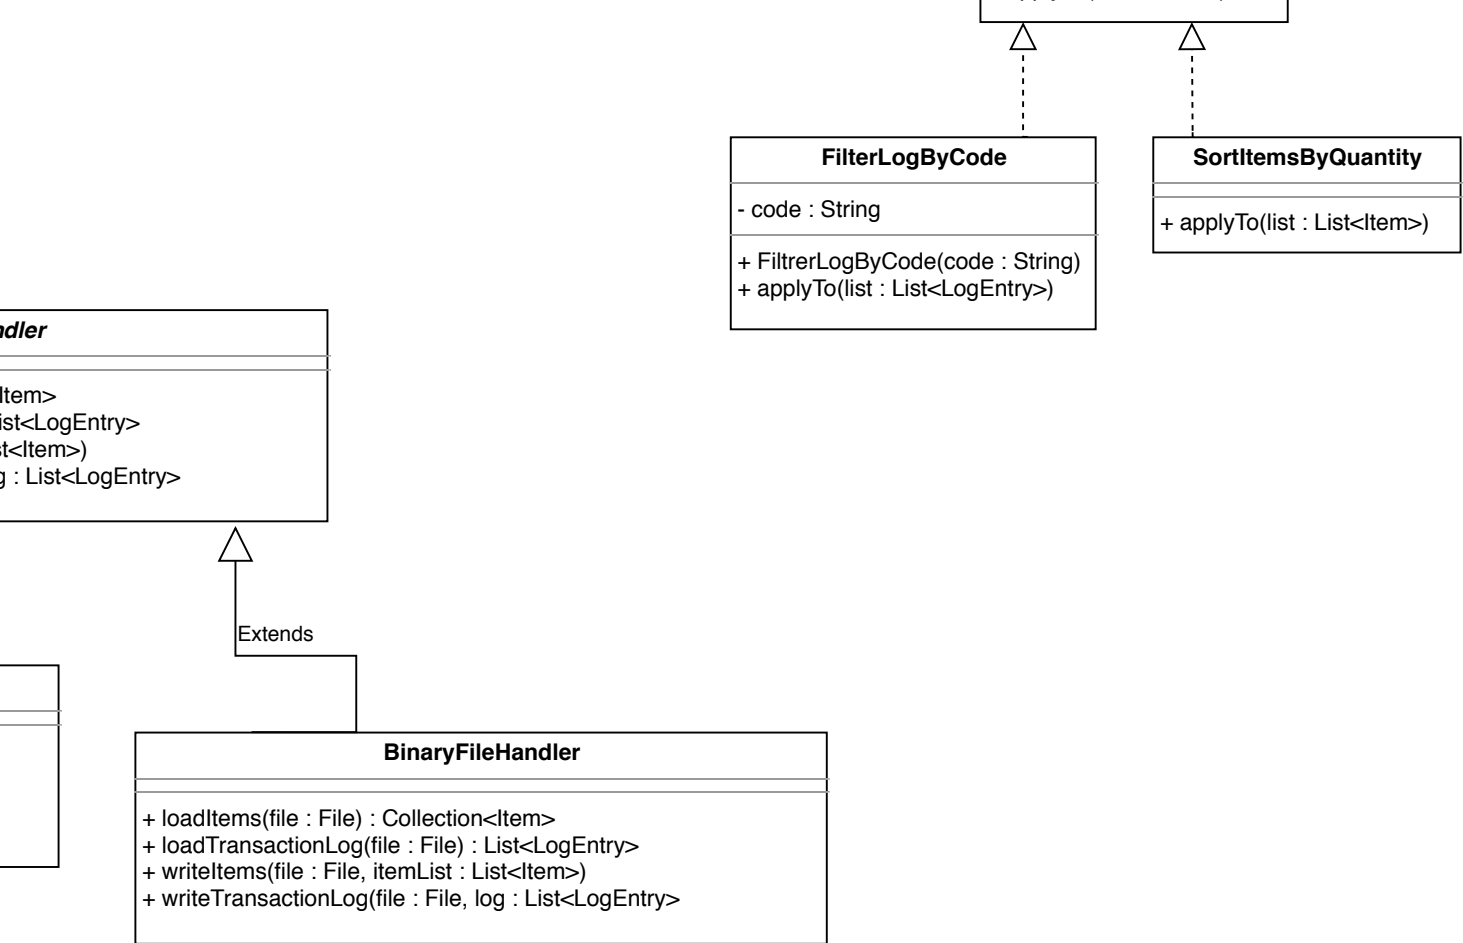 FilterLogByCode
- code : String
+ FiltrerLogByCode(code : String)
+ applyTo(list : List<LogEntry>)
SortItemsByQuantity
+ applyTo(list : List<Item>)
ndler
Item>
ist<LogEntry>
t<Item>)
g : List<LogEntry>
Extends
BinaryFileHandler
+ loadItems(file : File) : Collection<Item>
+ loadTransactionLog(file : File) : List<LogEntry>
+ writeItems(file : File, itemList : List<Item>)
+ writeTransactionLog(file : File, log : List<LogEntry>